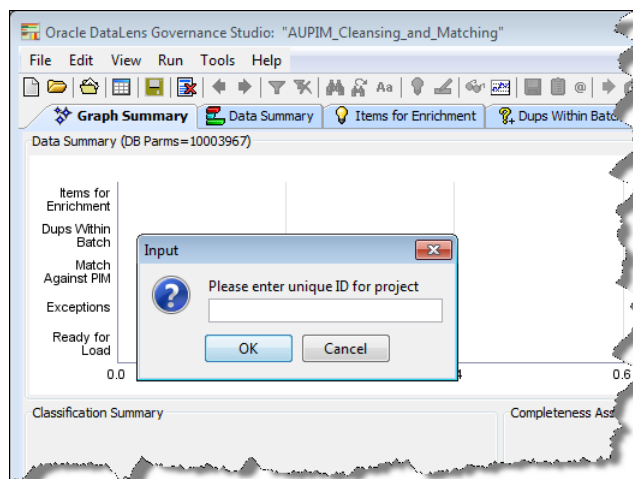 Oracle DataLens Governance Studio: "AUPIM_Cleansing_and_Matching"
File Edit View Run Tools Help
Aa @
Graph Summary Data Summary Items for Enrichment Dups Within Batch
Data Summary (DB Parms=10003967)
Items for
Enrichment
Dups Within
Batch
Match
Against PIM
Exceptions
Ready for
Load
Input
Please enter unique ID for project
OK Cancel
0.0 0.6
Classification Summary Completeness Ass